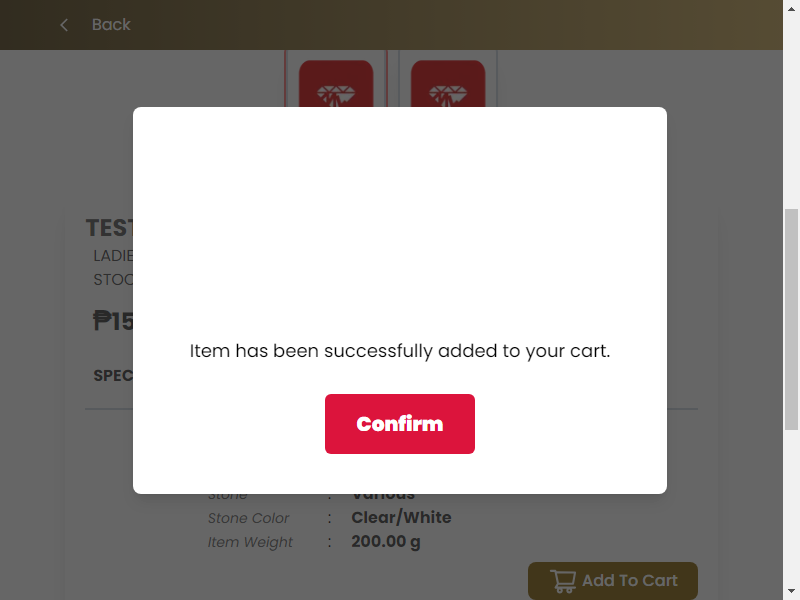 Back
LADIE
STOC
₱15
SPEC
Item has been successfully added to your cart.
Confirm
Stone : Various
Stone Color : Clear/White
Item Weight : 200.00 g
Add To Cart